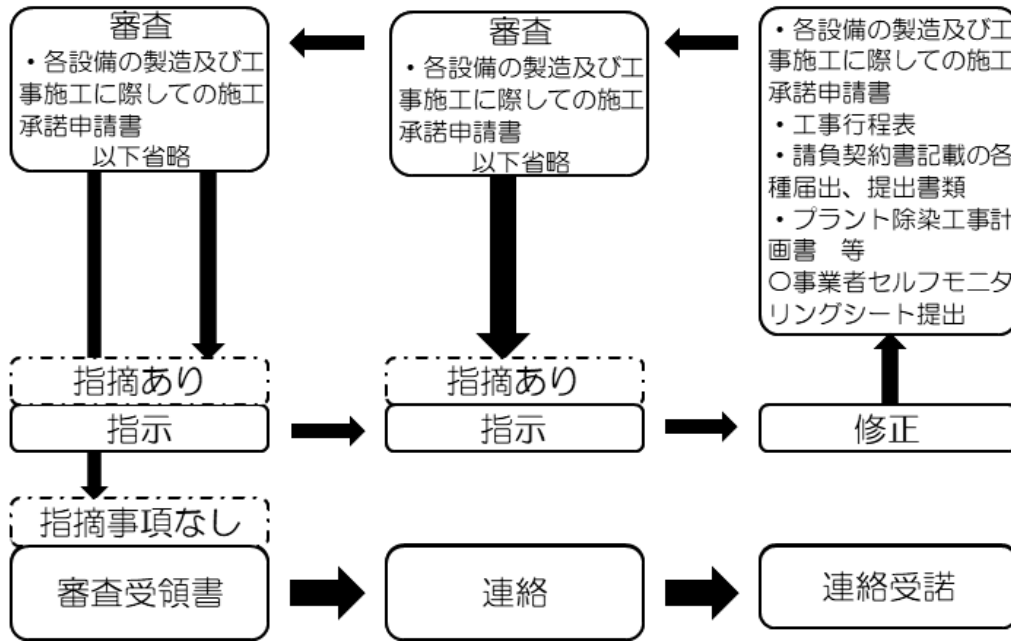 審査
・各設備の製造及び工
事施工に際しての施工
承諾申請書
以下省略
審査
・各設備の製造及び工
事施工に際しての施工
承諾申請書
以下省略
・各設備の製造及び工
事施工に際しての施工
承諾申請書
・工事行程表
・請負契約書記載の各
種届出、提出書類
・プラント除染工事計
画書　等
〇事業者セルフモニタ
リングシート提出
指摘あり
指示
指摘あり
指示
修正
指摘事項なし
審査受領書
連絡
連絡受諾